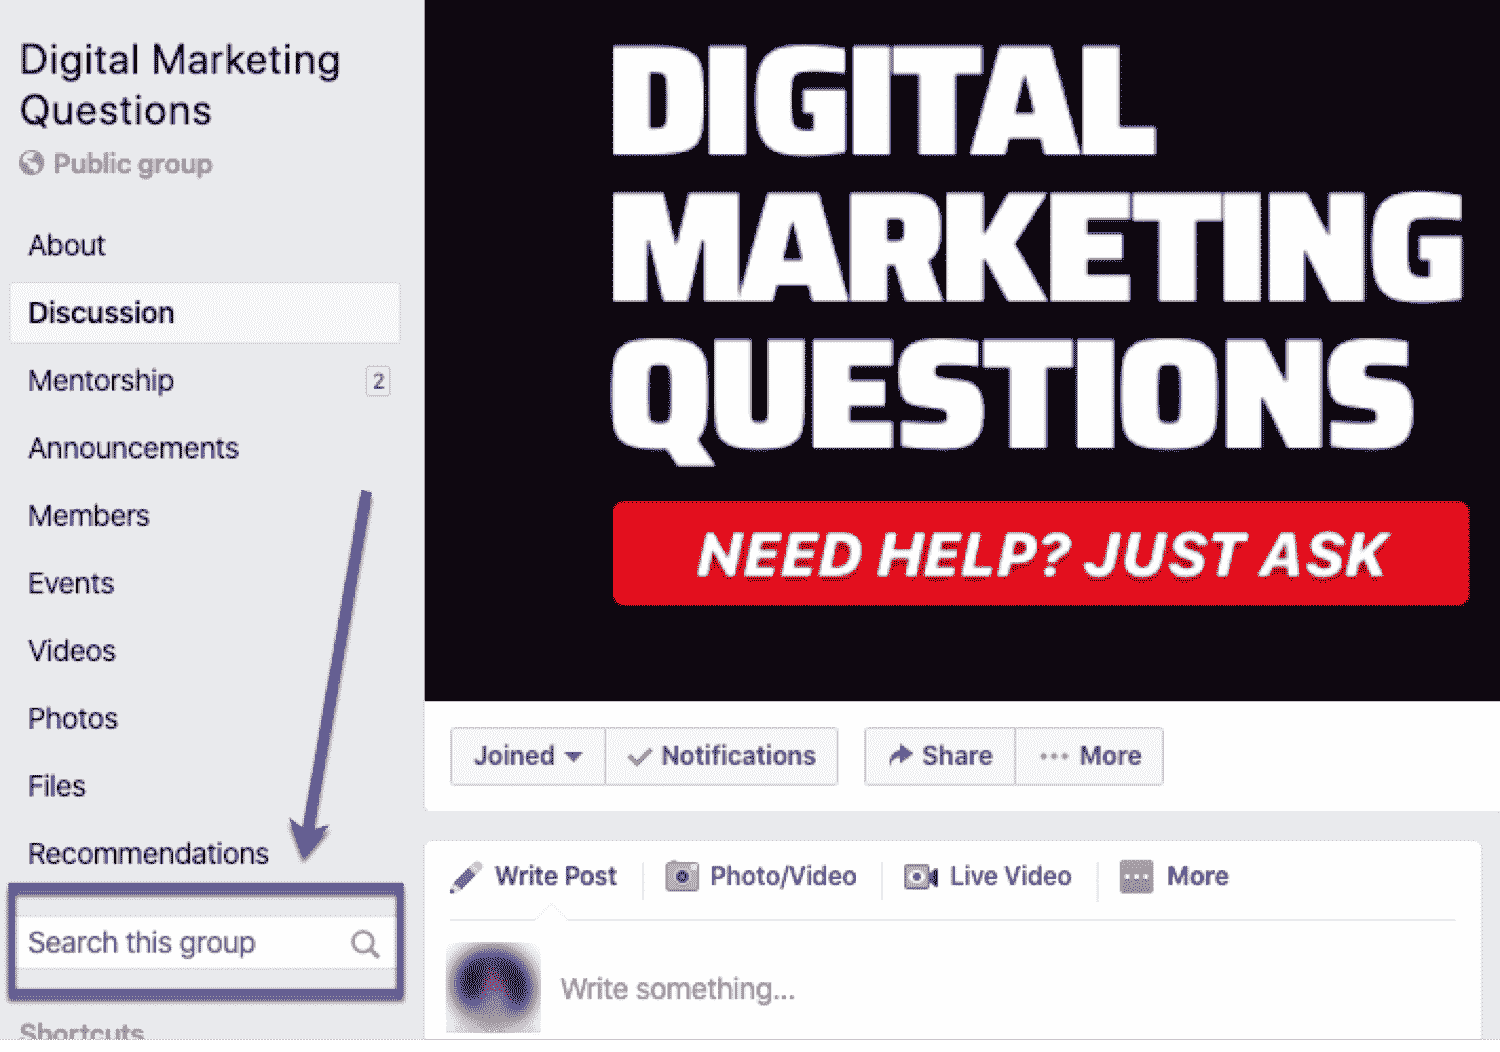 Digital Marketing
Questions
Public group
About
Discussion
Mentorship 2
Announcements
Members
Events
Videos
Photos
Files
Recommendations
Search this group
Shortcuts
DIGITAL
MARKETING
QUESTIONS
NEED HELP? JUST ASK
Joined Notifications Share More
Write Post Photo/Video Live Video More
Write something...